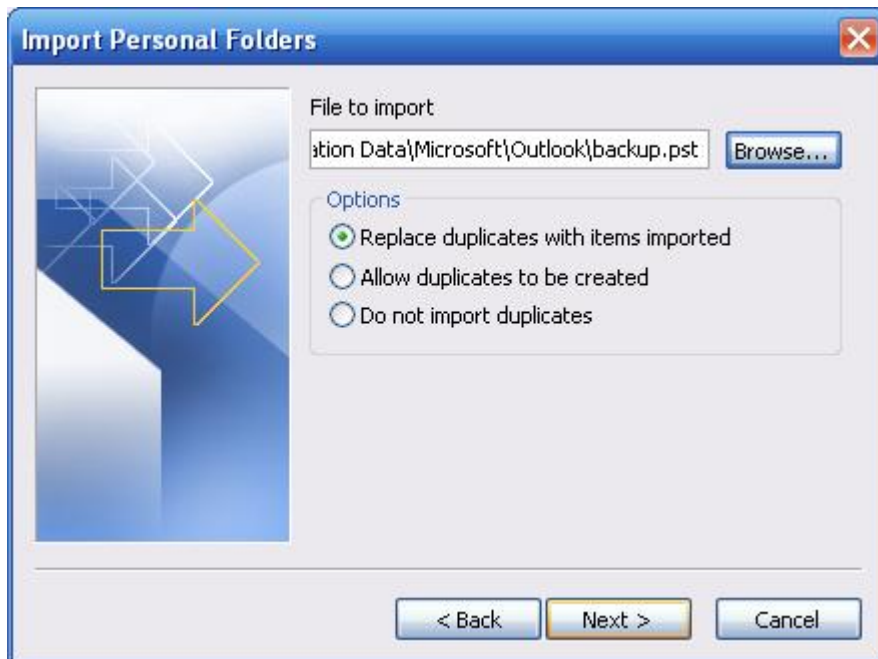 Import Personal Folders
File to import
ation Data\Microsoft\Outlook\backup.pst
Browse...
Options
Replace duplicates with items imported
Allow duplicates to be created
Do not import duplicates
< Back
Next >
Cancel